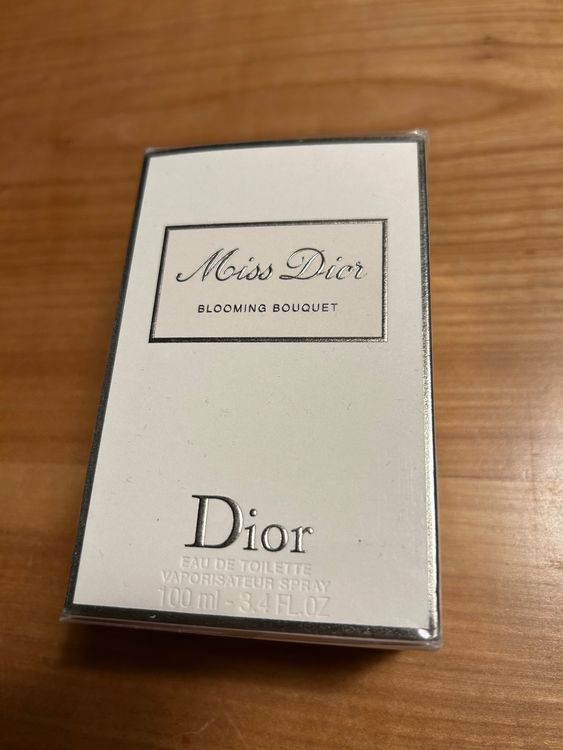 Miss Dior
BLOOMING BOUQUET
Dior
EAU DE TOILETTE
VAPORISATEUR SPRAY
100 ml - 3.4 FL.OZ